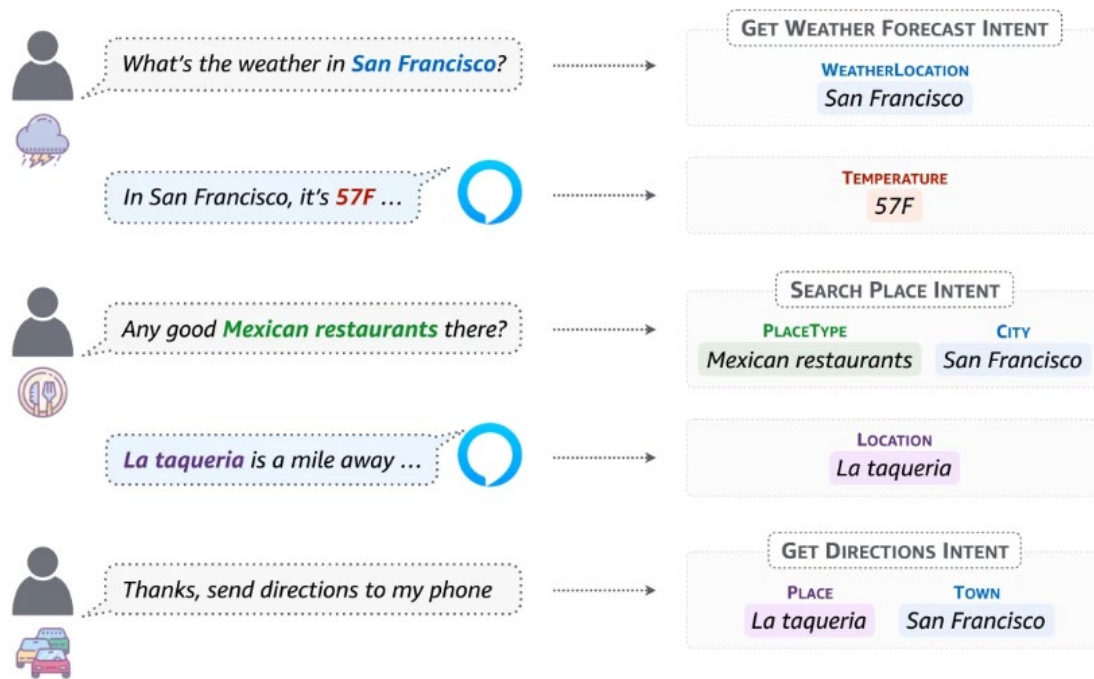 GET WEATHER FORECAST INTENT
What's the weather in San Francisco?
WEATHERLOCATION
San Francisco
In San Francisco, it's 57F ...
TEMPERATURE
57F
SEARCH PLACE INTENT
Any good Mexican restaurants there?
PLACETYPE CITY
Mexican restaurants San Francisco
La taqueria is a mile away ...
LOCATION
La taqueria
GET DIRECTIONS INTENT
Thanks, send directions to my phone
PLACE TOWN
La taqueria San Francisco